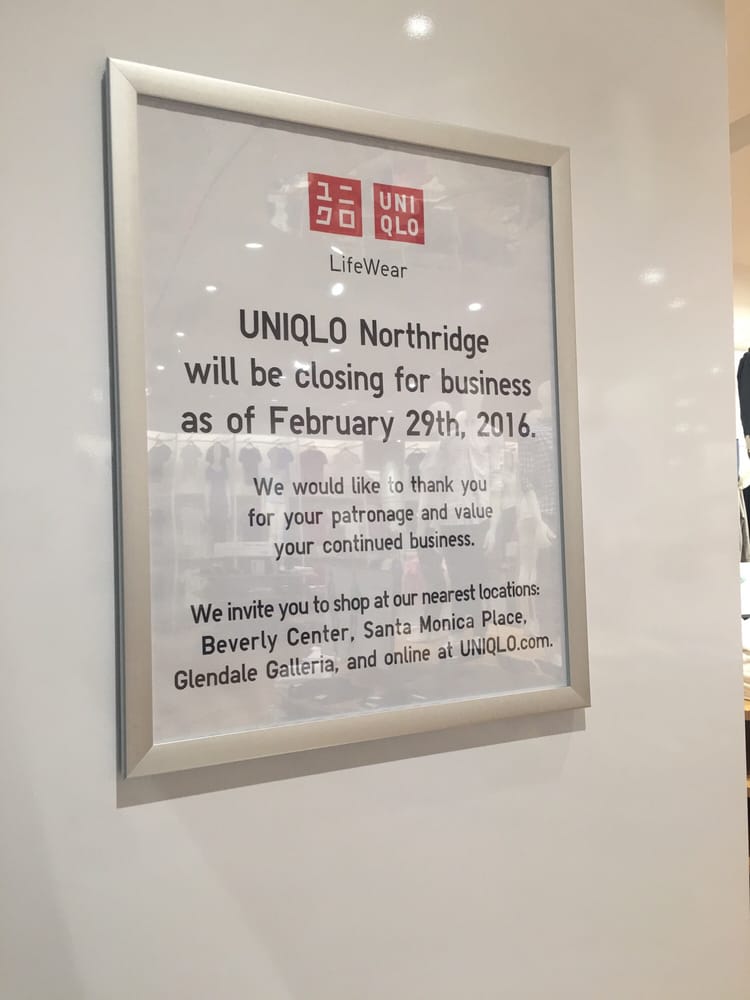 ユニ
クロ
UNI
QLO
LifeWear
UNIQLO Northridge
will be closing for business
as of February 29th, 2016.
We would like to thank you
for your patronage and value
your continued business.
We invite you to shop at our nearest locations:
Beverly Center, Santa Monica Place,
Glendale Galleria, and online at UNIQLO.com.